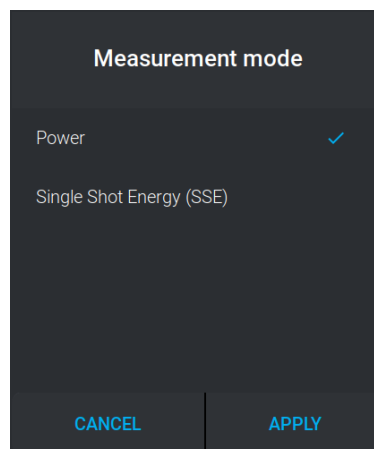 Measurement mode
Power
Single Shot Energy (SSE)
CANCEL
APPLY